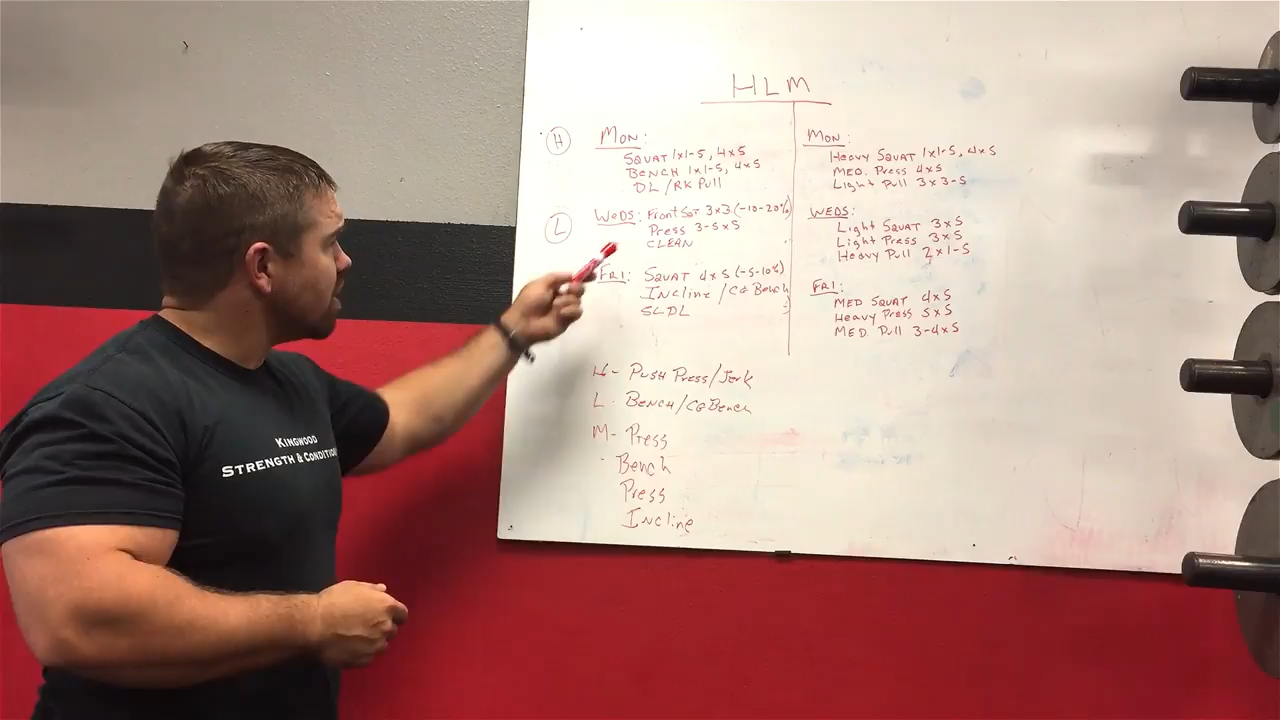 HLM
H
MON:
SQUAT 1x1-5, 4x5
BENCH 1x1-5, 4x5
DL / RK PUll
L
WeDS: FRONT SQT 3x3 (-10-20%)
PRESS 3-5x5
CLEAN
FRI: SQUAT 4x5 (-5-10%)
INCline / CG Bench
SLDL
MON:
Heavy SQUAT 1x1-5, 4x5
MED. PRESS 4x5
Light Pull 3x3-5
WEDS:
Light SQUAT 3x5
Light PRESS 3x5
Heavy Pull 2x1-5
FRI:
MED SQUAT 4x5
Heavy PRESS 5x5
MED. Pull 3-4x5
H- PUSH PRESS/Jerk
L- BENCH/CGBench
M- Press
Bench
Press
Incline
KINGWOOD
STRENGTH & CONDITION